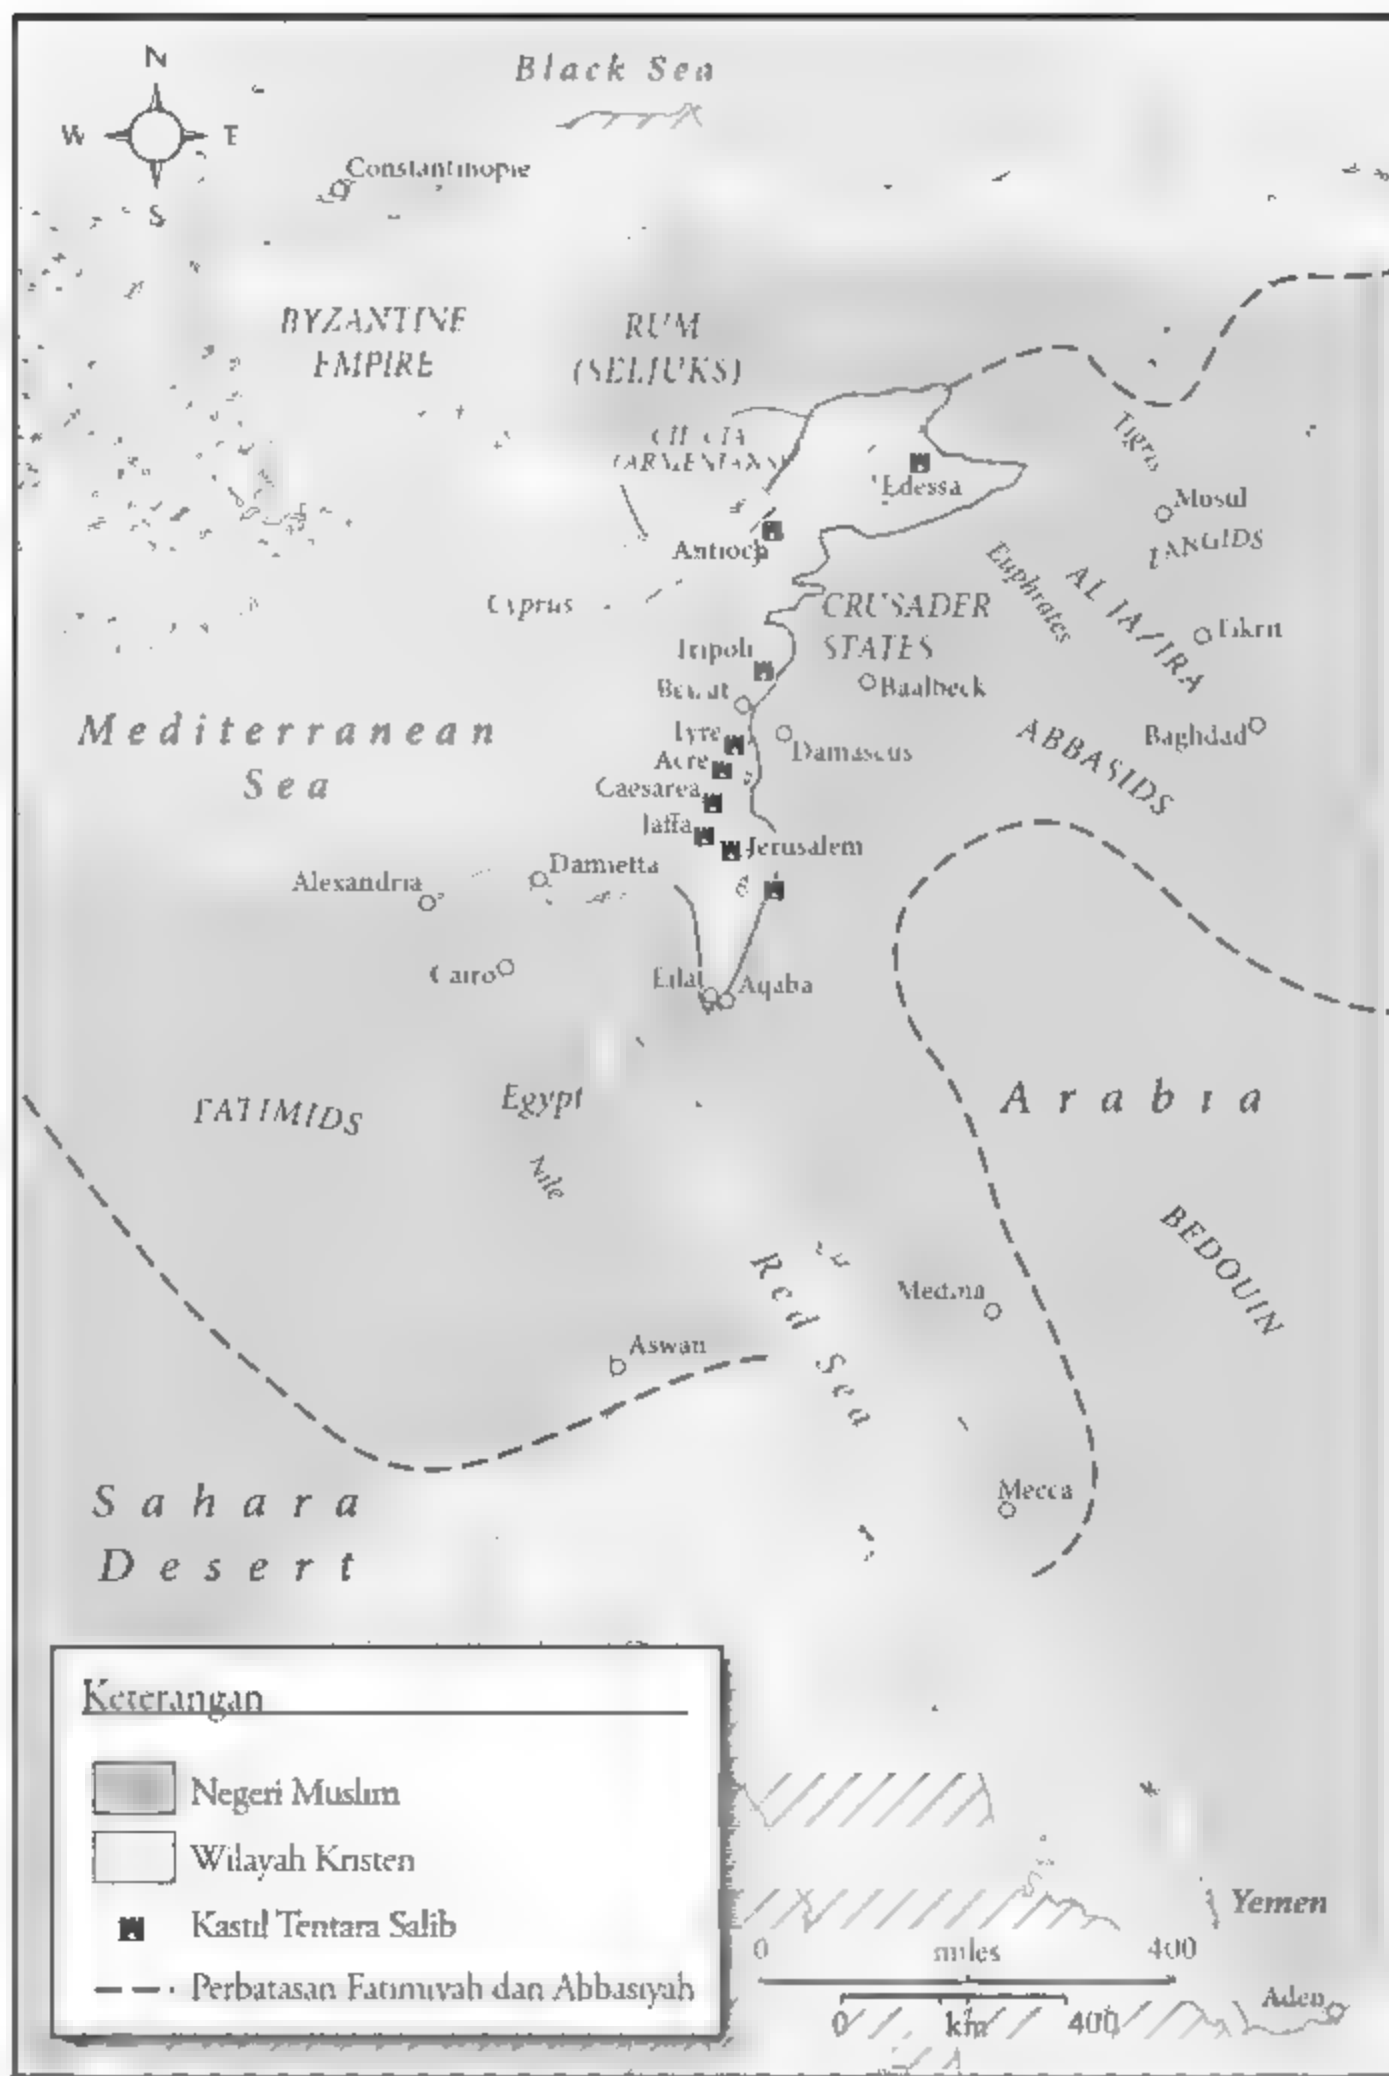 N
Black Sea
W
E
Constantinople
S
BYZANTINE
EMPIRE
RUM
(SELJUKS)
CILICIA
(ARMENIANS)
Tigris
Edessa
Mosul
Antioch
ZANGIDS
Euphrates
AL JAZIRA
Cyprus
CRUSADER
STATES
Tikrit
Tripoli
Baalbeck
Beirut
Mediterranean
Sea
Tyre
Damascus
ABBASIDS
Baghdad
Acre
Caesarea
Jaffa
Jerusalem
Damietta
Alexandria
Cairo
Eilat
Aqaba
FATIMIDS
Egypt
Arabia
Nile
BEDOUIN
Red Sea
Medina
Aswan
Mecca
Sahara
Desert
Keterangan
Negeri Muslim
Wilayah Kristen
Kastil Tentara Salib
Perbatasan Fatimiyah dan Abbasiyah
Yemen
0 miles 400
Aden
0 km 400